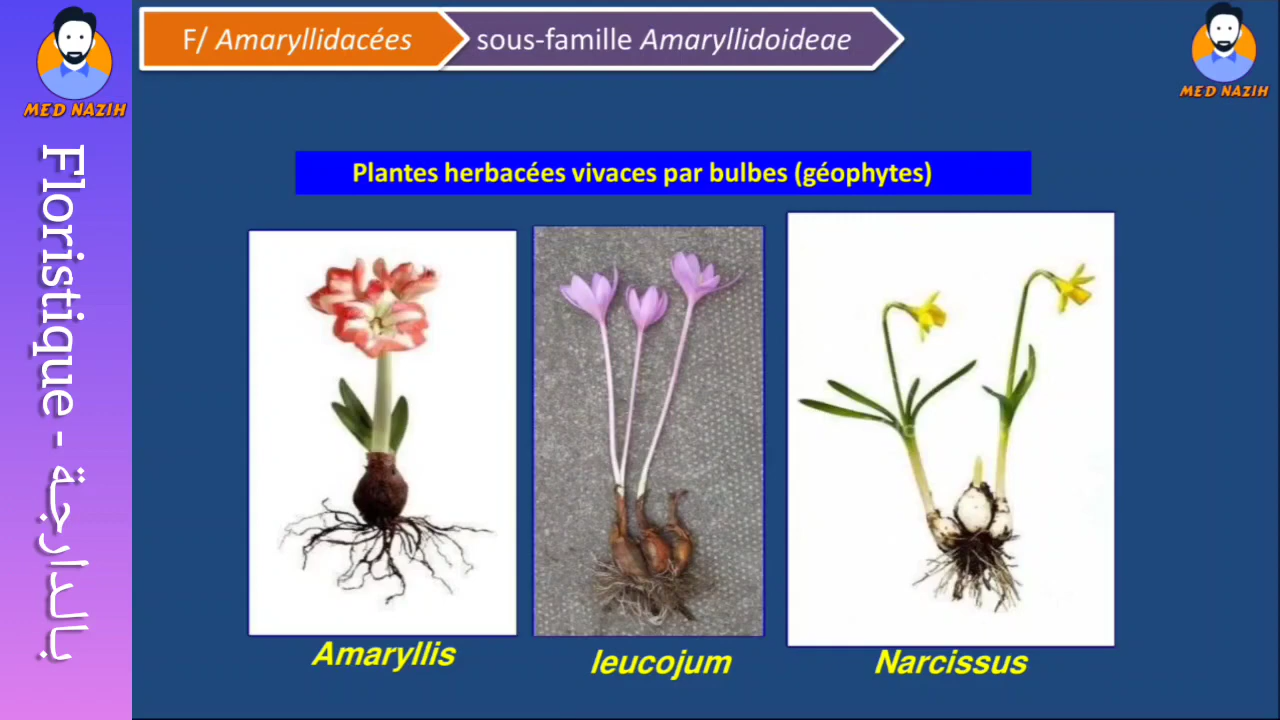 MED NAZIH
Floristique - بالدارجة
F/ Amaryllidacées
sous-famille Amaryllidoideae
MED NAZIH
Plantes herbacées vivaces par bulbes (géophytes)
Amaryllis
leucojum
Narcissus